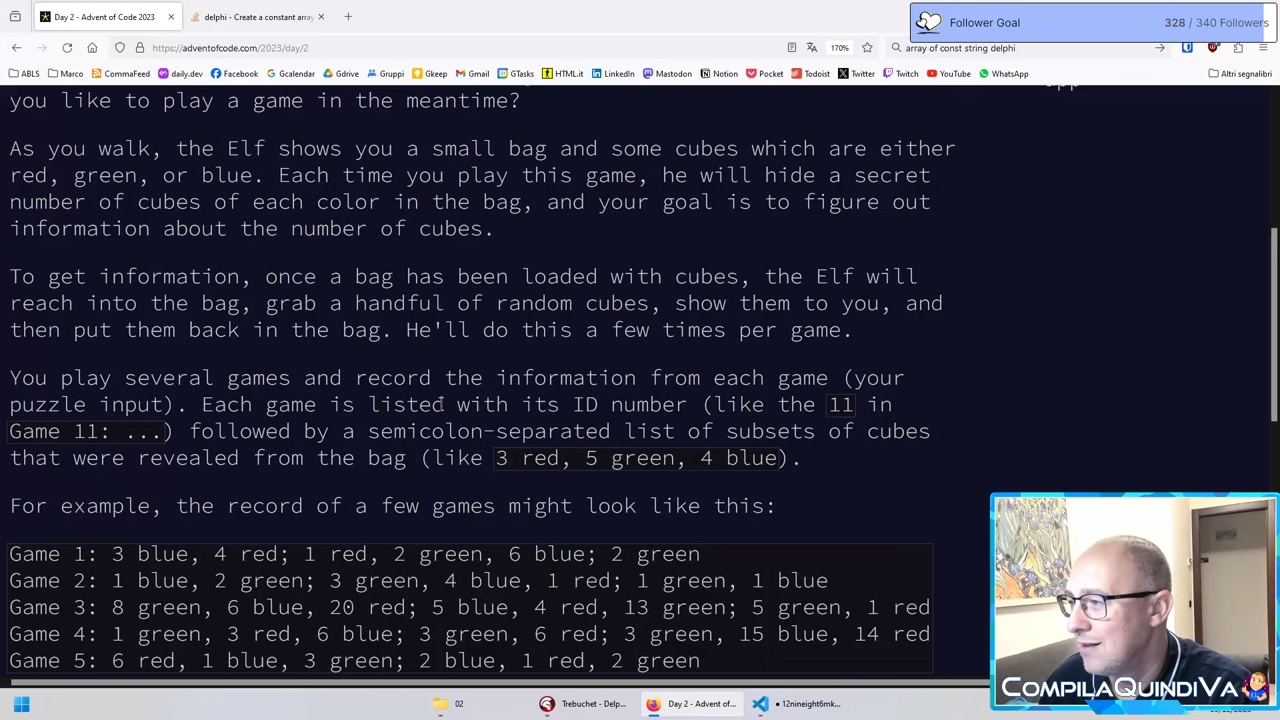 Day 2 - Advent of Code 2023
delphi - Create a constant array
Follower Goal
328 / 340 Followers
https://adventofcode.com/2023/day/2
170%
array of const string delphi
ABLS
Marco
CommaFeed
daily.dev
Facebook
Gcalendar
Gdrive
Gruppi
Gkeep
Gmail
GTasks
HTML.it
LinkedIn
Mastodon
Notion
Pocket
Todoist
Twitter
Twitch
YouTube
WhatsApp
Altri segnalibri
you like to play a game in the meantime?
As you walk, the Elf shows you a small bag and some cubes which are either
red, green, or blue. Each time you play this game, he will hide a secret
number of cubes of each color in the bag, and your goal is to figure out
information about the number of cubes.
To get information, once a bag has been loaded with cubes, the Elf will
reach into the bag, grab a handful of random cubes, show them to you, and
then put them back in the bag. He'll do this a few times per game.
You play several games and record the information from each game (your
puzzle input). Each game is listed with its ID number (like the 11 in
Game 11: ...) followed by a semicolon-separated list of subsets of cubes
that were revealed from the bag (like 3 red, 5 green, 4 blue).
For example, the record of a few games might look like this:
Game 1: 3 blue, 4 red; 1 red, 2 green, 6 blue; 2 green
Game 2: 1 blue, 2 green; 3 green, 4 blue, 1 red; 1 green, 1 blue
Game 3: 8 green, 6 blue, 20 red; 5 blue, 4 red, 13 green; 5 green, 1 red
Game 4: 1 green, 3 red, 6 blue; 3 green, 6 red; 3 green, 15 blue, 14 red
Game 5: 6 red, 1 blue, 3 green; 2 blue, 1 red, 2 green
COMPILAQUINDIVA
02
Trebuchet - Delp...
Day 2 - Advent of...
• 12nineight6mk...